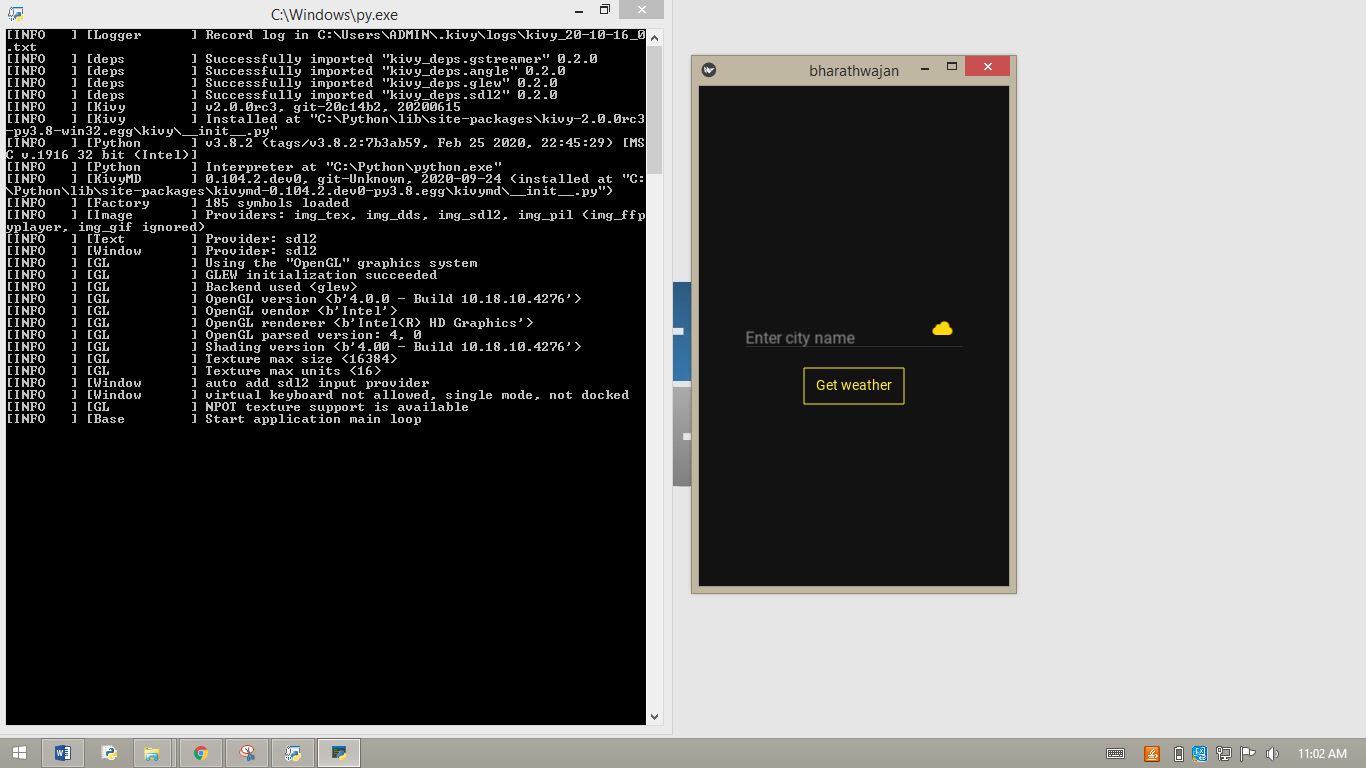 C:\Windows\py.exe
[INFO   ] [Logger      ] Record log in C:\Users\ADMIN\.kivy\logs\kivy_20-10-16_0
.txt
[INFO   ] [deps        ] Successfully imported "kivy_deps.gstreamer" 0.2.0
[INFO   ] [deps        ] Successfully imported "kivy_deps.angle" 0.2.0
[INFO   ] [deps        ] Successfully imported "kivy_deps.glew" 0.2.0
[INFO   ] [deps        ] Successfully imported "kivy_deps.sdl2" 0.2.0
[INFO   ] [Kivy        ] v2.0.0rc3, git-20c14b2, 20200615
[INFO   ] [Kivy        ] Installed at "C:\Python\lib\site-packages\kivy-2.0.0rc3
-py3.8-win32.egg\kivy\__init__.py"
[INFO   ] [Python      ] v3.8.2 (tags/v3.8.2:7b3ab59, Feb 25 2020, 22:45:29) [MS
C v.1916 32 bit (Intel)]
[INFO   ] [Python      ] Interpreter at "C:\Python\python.exe"
[INFO   ] [KivyMD      ] 0.104.2.dev0, git-Unknown, 2020-09-24 (installed at "C:
\Python\lib\site-packages\kivymd-0.104.2.dev0-py3.8.egg\kivymd\__init__.py")
[INFO   ] [Factory     ] 185 symbols loaded
[INFO   ] [Image       ] Providers: img_tex, img_dds, img_sdl2, img_pil (img_ffp
yplayer, img_gif ignored)
[INFO   ] [Text        ] Provider: sdl2
[INFO   ] [Window      ] Provider: sdl2
[INFO   ] [GL          ] Using the "OpenGL" graphics system
[INFO   ] [GL          ] GLEW initialization succeeded
[INFO   ] [GL          ] Backend used <glew>
[INFO   ] [GL          ] OpenGL version <b'4.0.0 - Build 10.18.10.4276'>
[INFO   ] [GL          ] OpenGL vendor <b'Intel'>
[INFO   ] [GL          ] OpenGL renderer <b'Intel(R) HD Graphics'>
[INFO   ] [GL          ] OpenGL parsed version: 4, 0
[INFO   ] [GL          ] Shading version <b'4.00 - Build 10.18.10.4276'>
[INFO   ] [GL          ] Texture max size <16384>
[INFO   ] [GL          ] Texture max units <16>
[INFO   ] [Window      ] auto add sdl2 input provider
[INFO   ] [Window      ] virtual keyboard not allowed, single mode, not docked
[INFO   ] [GL          ] NPOT texture support is available
[INFO   ] [Base        ] Start application main loop
bharathwajan
Enter city name
Get weather
11:02 AM